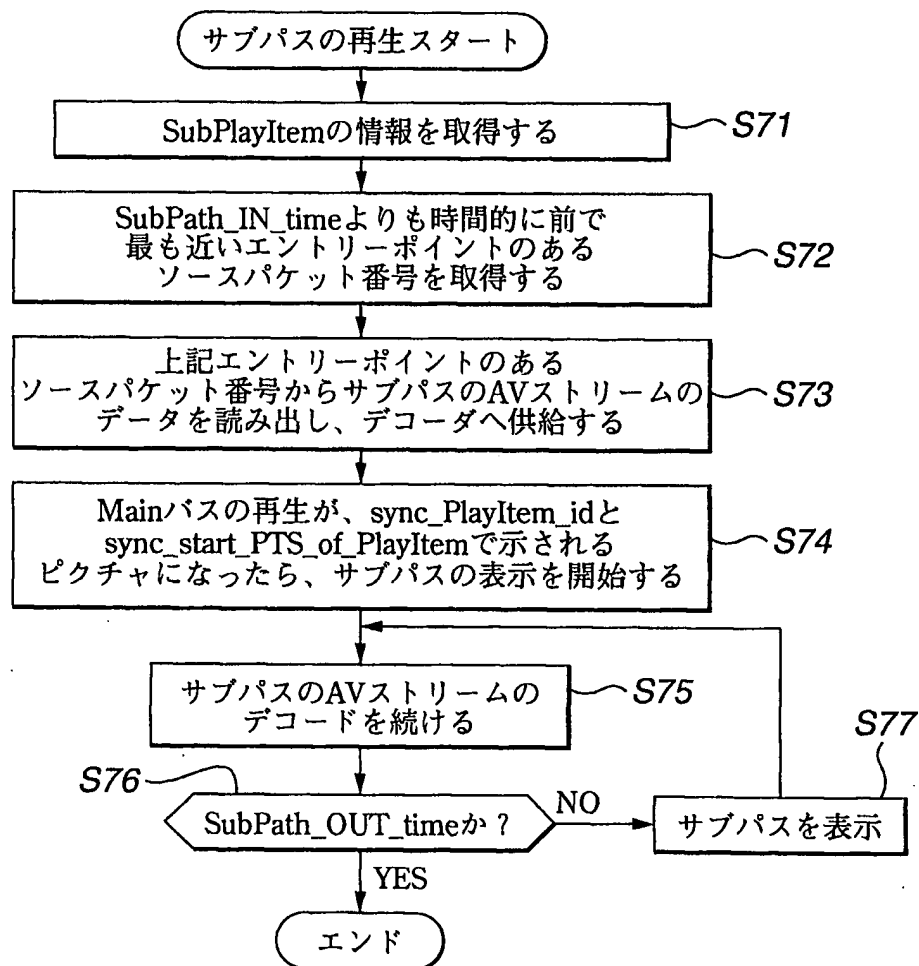 サブパスの再生スタート
SubPlayItemの情報を取得する
S71
SubPath_IN_timeよりも時間的に前で
最も近いエントリーポイントのある
ソースパケット番号を取得する
S72
上記エントリーポイントのある
ソースパケット番号からサブパスのAVストリームの
データを読み出し、デコーダへ供給する
S73
Mainパスの再生が、sync_PlayItem_idと
sync_start_PTS_of_PlayItemで示される
ピクチャになったら、サブパスの表示を開始する
S74
サブパスのAVストリームの
デコードを続ける
S75
S76
SubPath_OUT_timeか？
NO
サブパスを表示
S77
YES
エンド